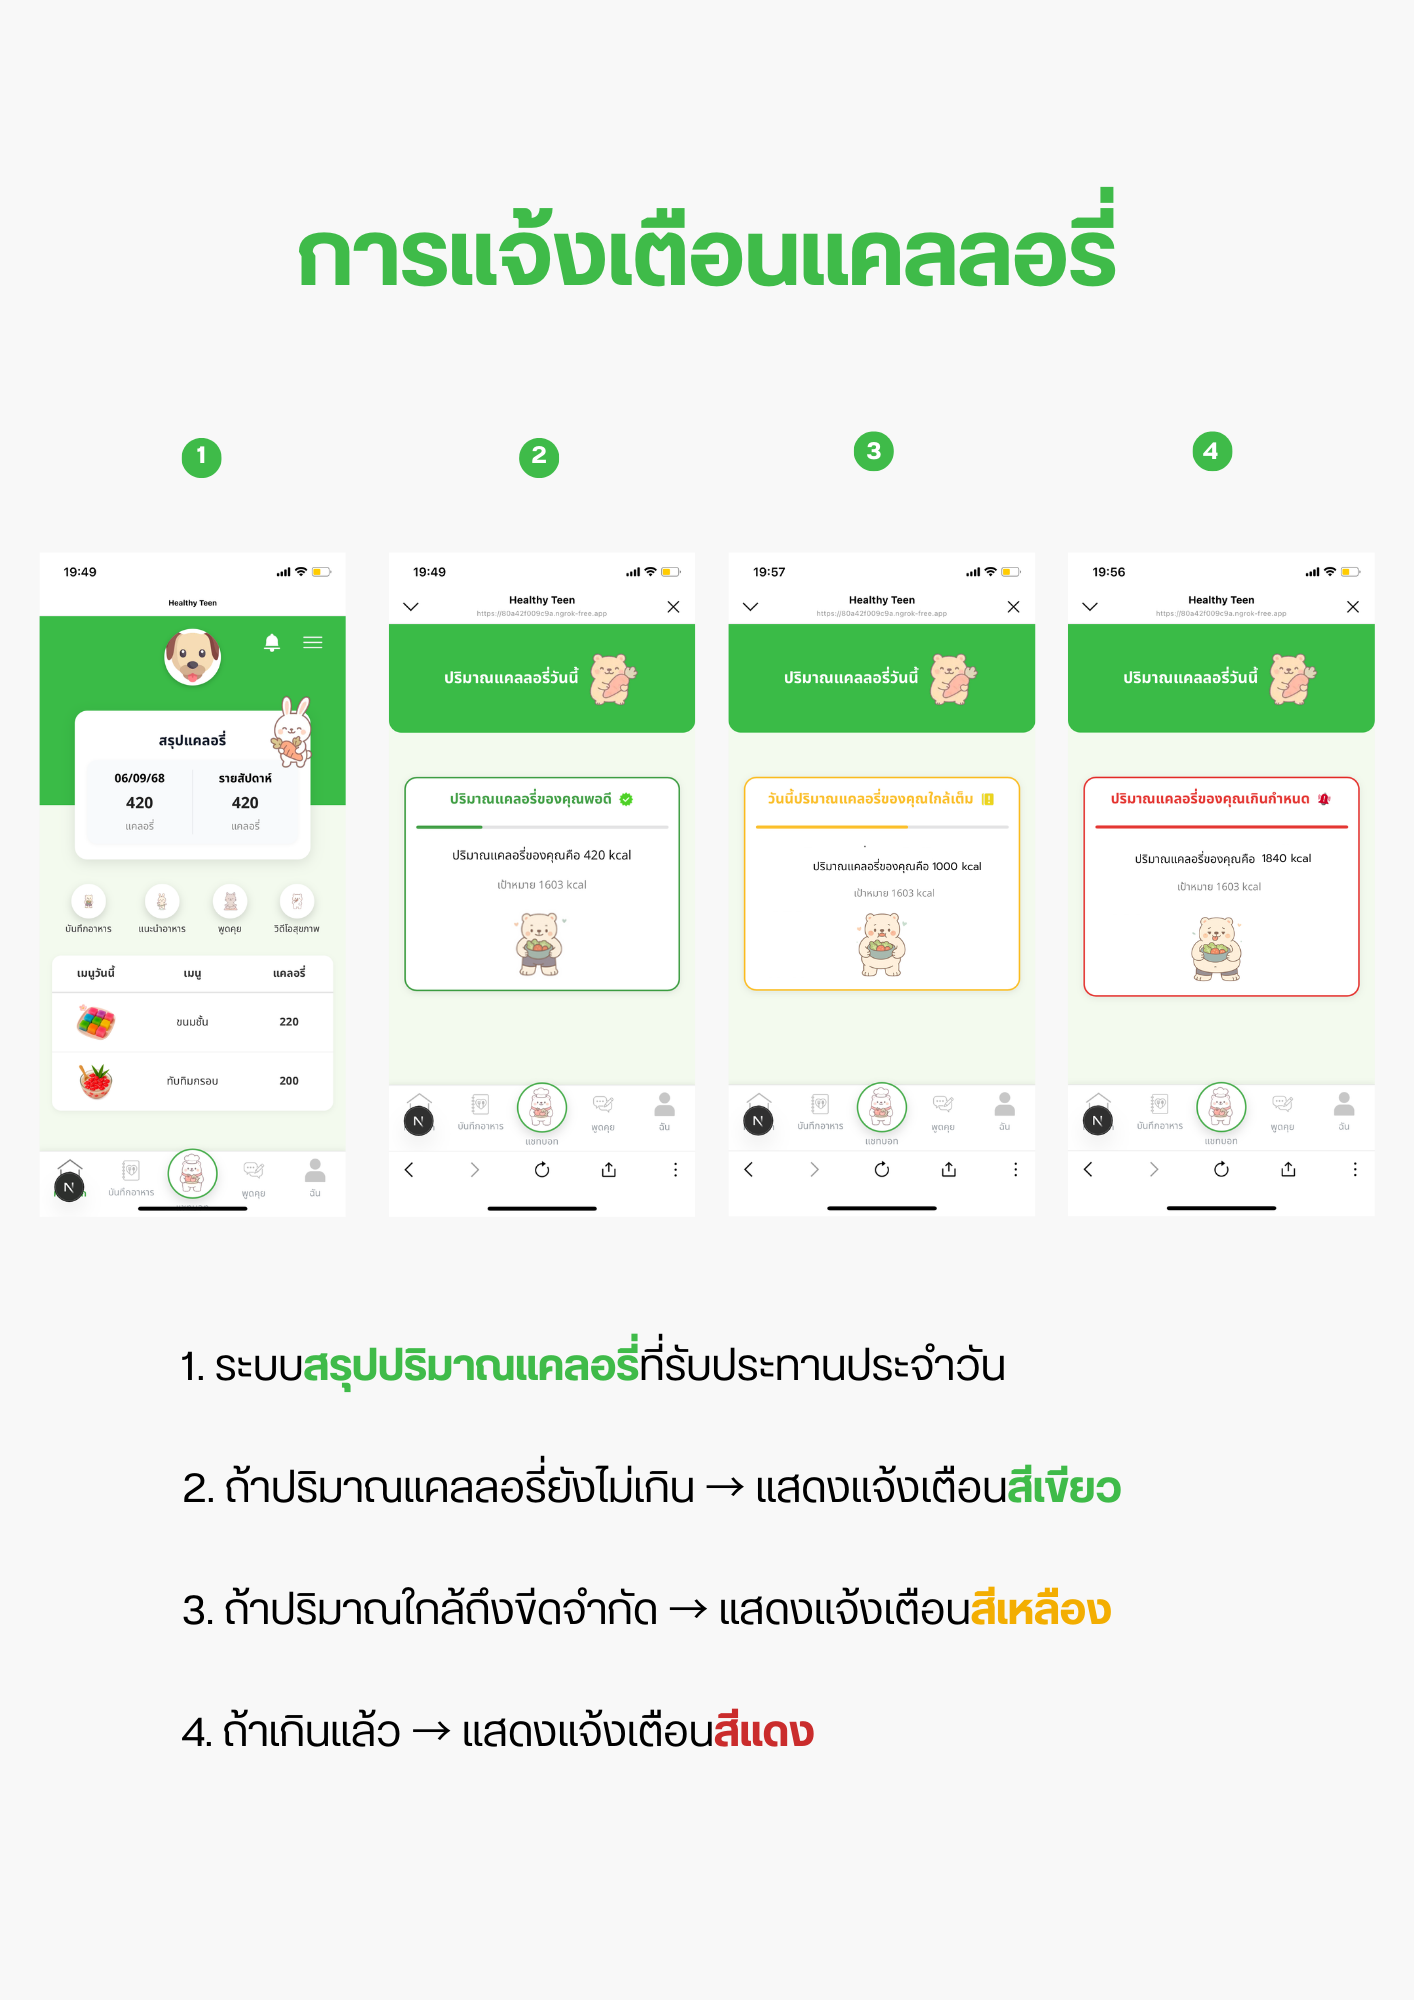 การแจ้งเตือนแคลลอรี่
1
2
3
4
19:49
Healthy Teen
สรุปแคลอรี่
06/09/68
รายสัปดาห์
420
420
แคลอรี่
แคลอรี่
บันทึกอาหาร
แนะนำอาหาร
พูดคุย
วิดีโอสุขภาพ
เมนูวันนี้
เมนู
แคลอรี่
ขนมชั้น
220
ทับทิมกรอบ
200
N
บันทึกอาหาร
พูดคุย
ฉัน
19:49
Healthy Teen
https://80a42f009c9a.ngrok-free.app
ปริมาณแคลลอรี่วันนี้
ปริมาณแคลอรี่ของคุณพอดี
ปริมาณแคลอรี่ของคุณคือ 420 kcal
เป้าหมาย 1603 kcal
N
บันทึกอาหาร
แชทบอท
พูดคุย
ฉัน
19:57
Healthy Teen
https://80a42f009c9a.ngrok-free.app
ปริมาณแคลลอรี่วันนี้
วันนี้ปริมาณแคลอรี่ของคุณใกล้เต็ม
ปริมาณแคลอรี่ของคุณคือ 1000 kcal
เป้าหมาย 1603 kcal
N
บันทึกอาหาร
แชทบอท
พูดคุย
ฉัน
19:56
Healthy Teen
https://80a42f009c9a.ngrok-free.app
ปริมาณแคลลอรี่วันนี้
ปริมาณแคลอรี่ของคุณเกินกำหนด
ปริมาณแคลอรี่ของคุณคือ 1840 kcal
เป้าหมาย 1603 kcal
N
บันทึกอาหาร
แชทบอท
พูดคุย
ฉัน
1. ระบบสรุปปริมาณแคลอรี่ที่รับประทานประจำวัน
2. ถ้าปริมาณแคลลอรี่ยังไม่เกิน → แสดงแจ้งเตือนสีเขียว
3. ถ้าปริมาณใกล้ถึงขีดจำกัด → แสดงแจ้งเตือนสีเหลือง
4. ถ้าเกินแล้ว → แสดงแจ้งเตือนสีแดง